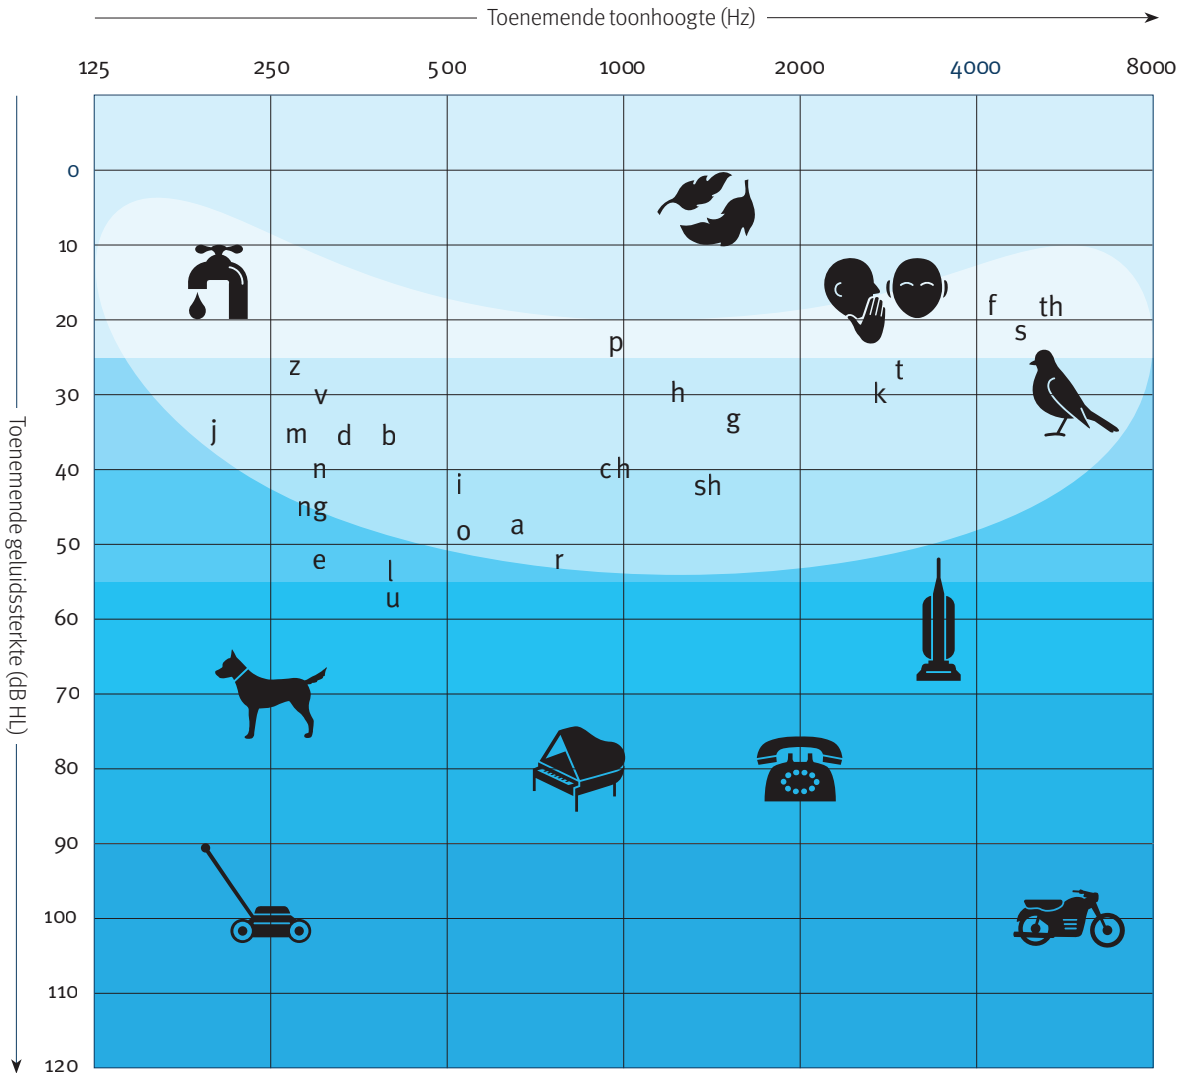 Toenemende toonhoogte (Hz)
125 250 500 1000 2000 4000 8000
Toenemende geluidssterkte (dB HL)
0
10
f th
20
s
p
z t
v h k
g
j m d b
n ch
i sh
ng
a
o
50
e r
l
u
60
70
80
90
100
110
120
30
40